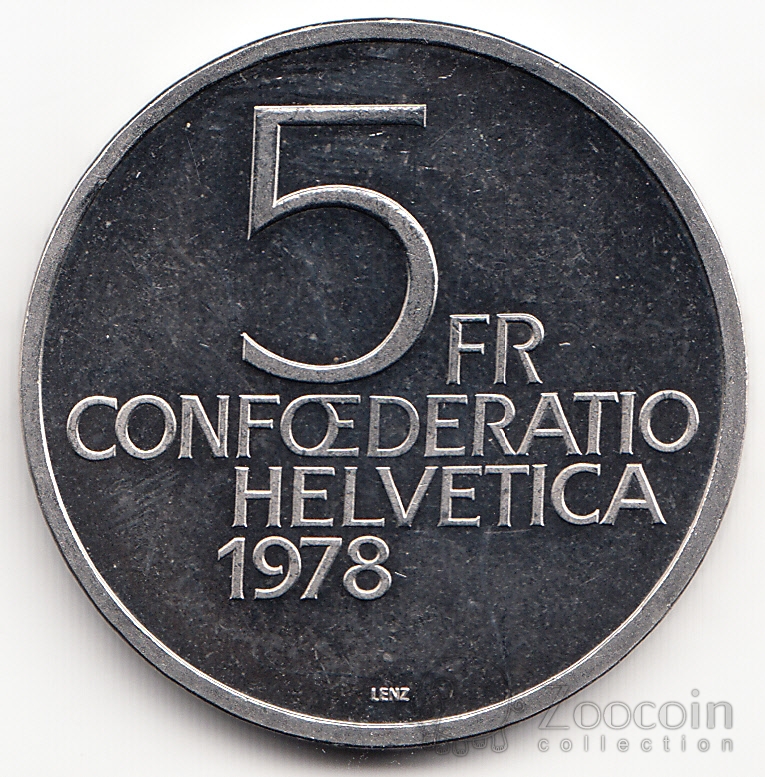 5 FR
CONFŒDERATIO
HELVETICA
1978
LENZ
Zoocoin
collection